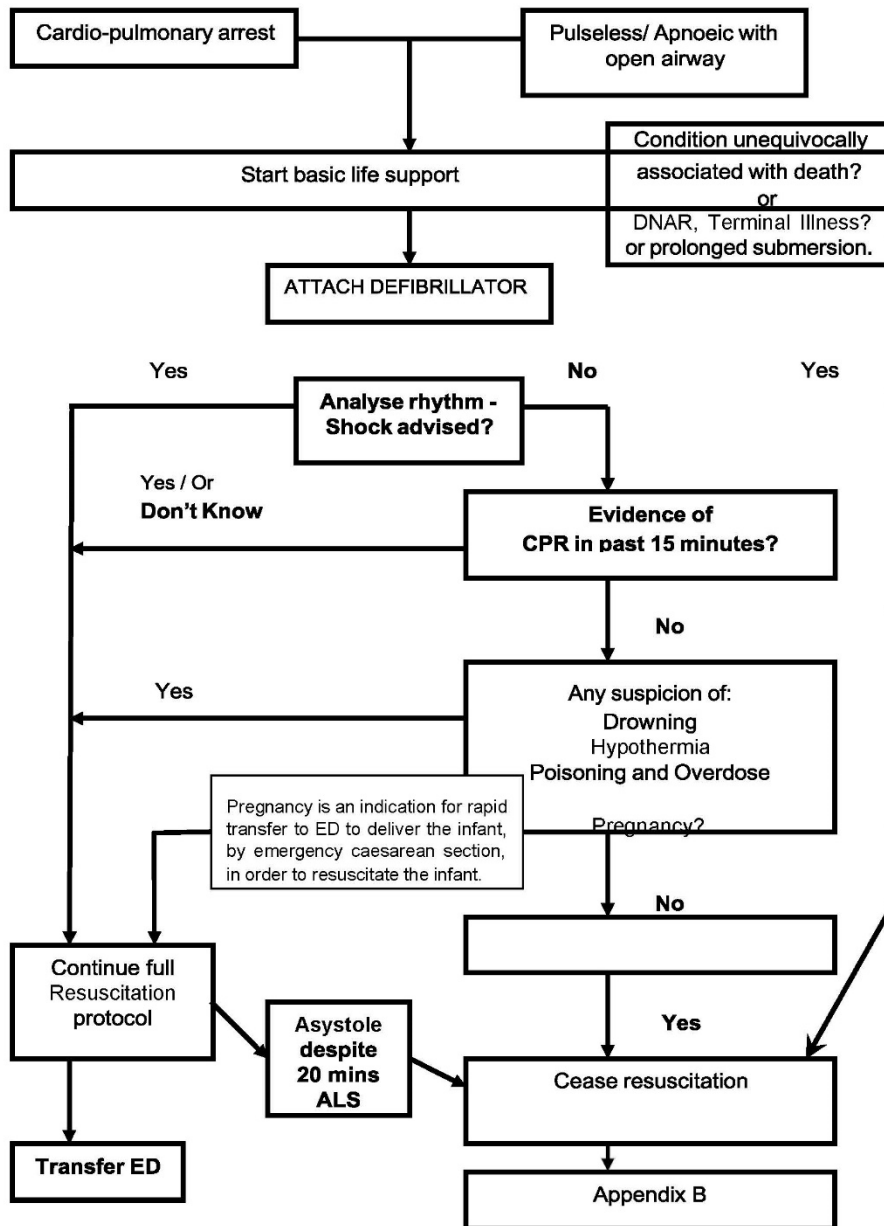 Cardio-pulmonary arrest
Pulseless/ Apnoeic with
open airway
Start basic life support
Condition unequivocally
associated with death?
or
DNAR, Terminal Illness?
or prolonged submersion.
ATTACH DEFIBRILLATOR
Yes
No
Yes
Analyse rhythm -
Shock advised?
Yes / Or
Don't Know
Evidence of
CPR in past 15 minutes?
No
Yes
Any suspicion of:
Drowning
Hypothermia
Poisoning and Overdose
Pregnancy?
Pregnancy is an indication for rapid
transfer to ED to deliver the infant,
by emergency caesarean section,
in order to resuscitate the infant.
No
Continue full
Resuscitation
protocol
Asystole
despite
20 mins
ALS
Yes
Cease resuscitation
Transfer ED
Appendix B